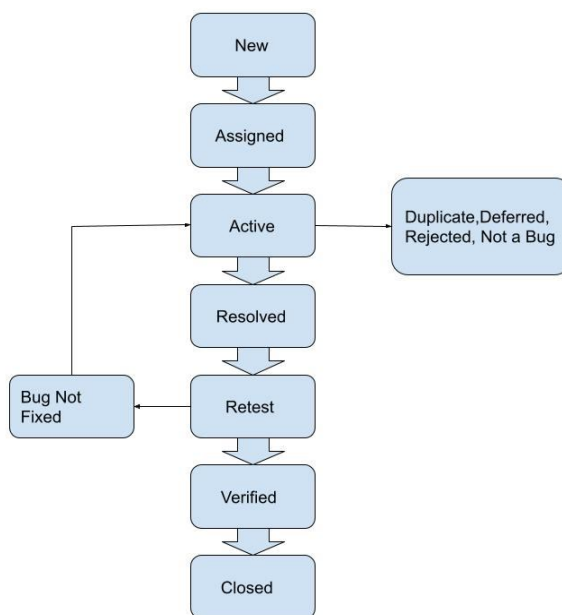 New
Assigned
Active
Duplicate,Deferred,
Rejected, Not a Bug
Resolved
Bug Not
Fixed
Retest
Verified
Closed